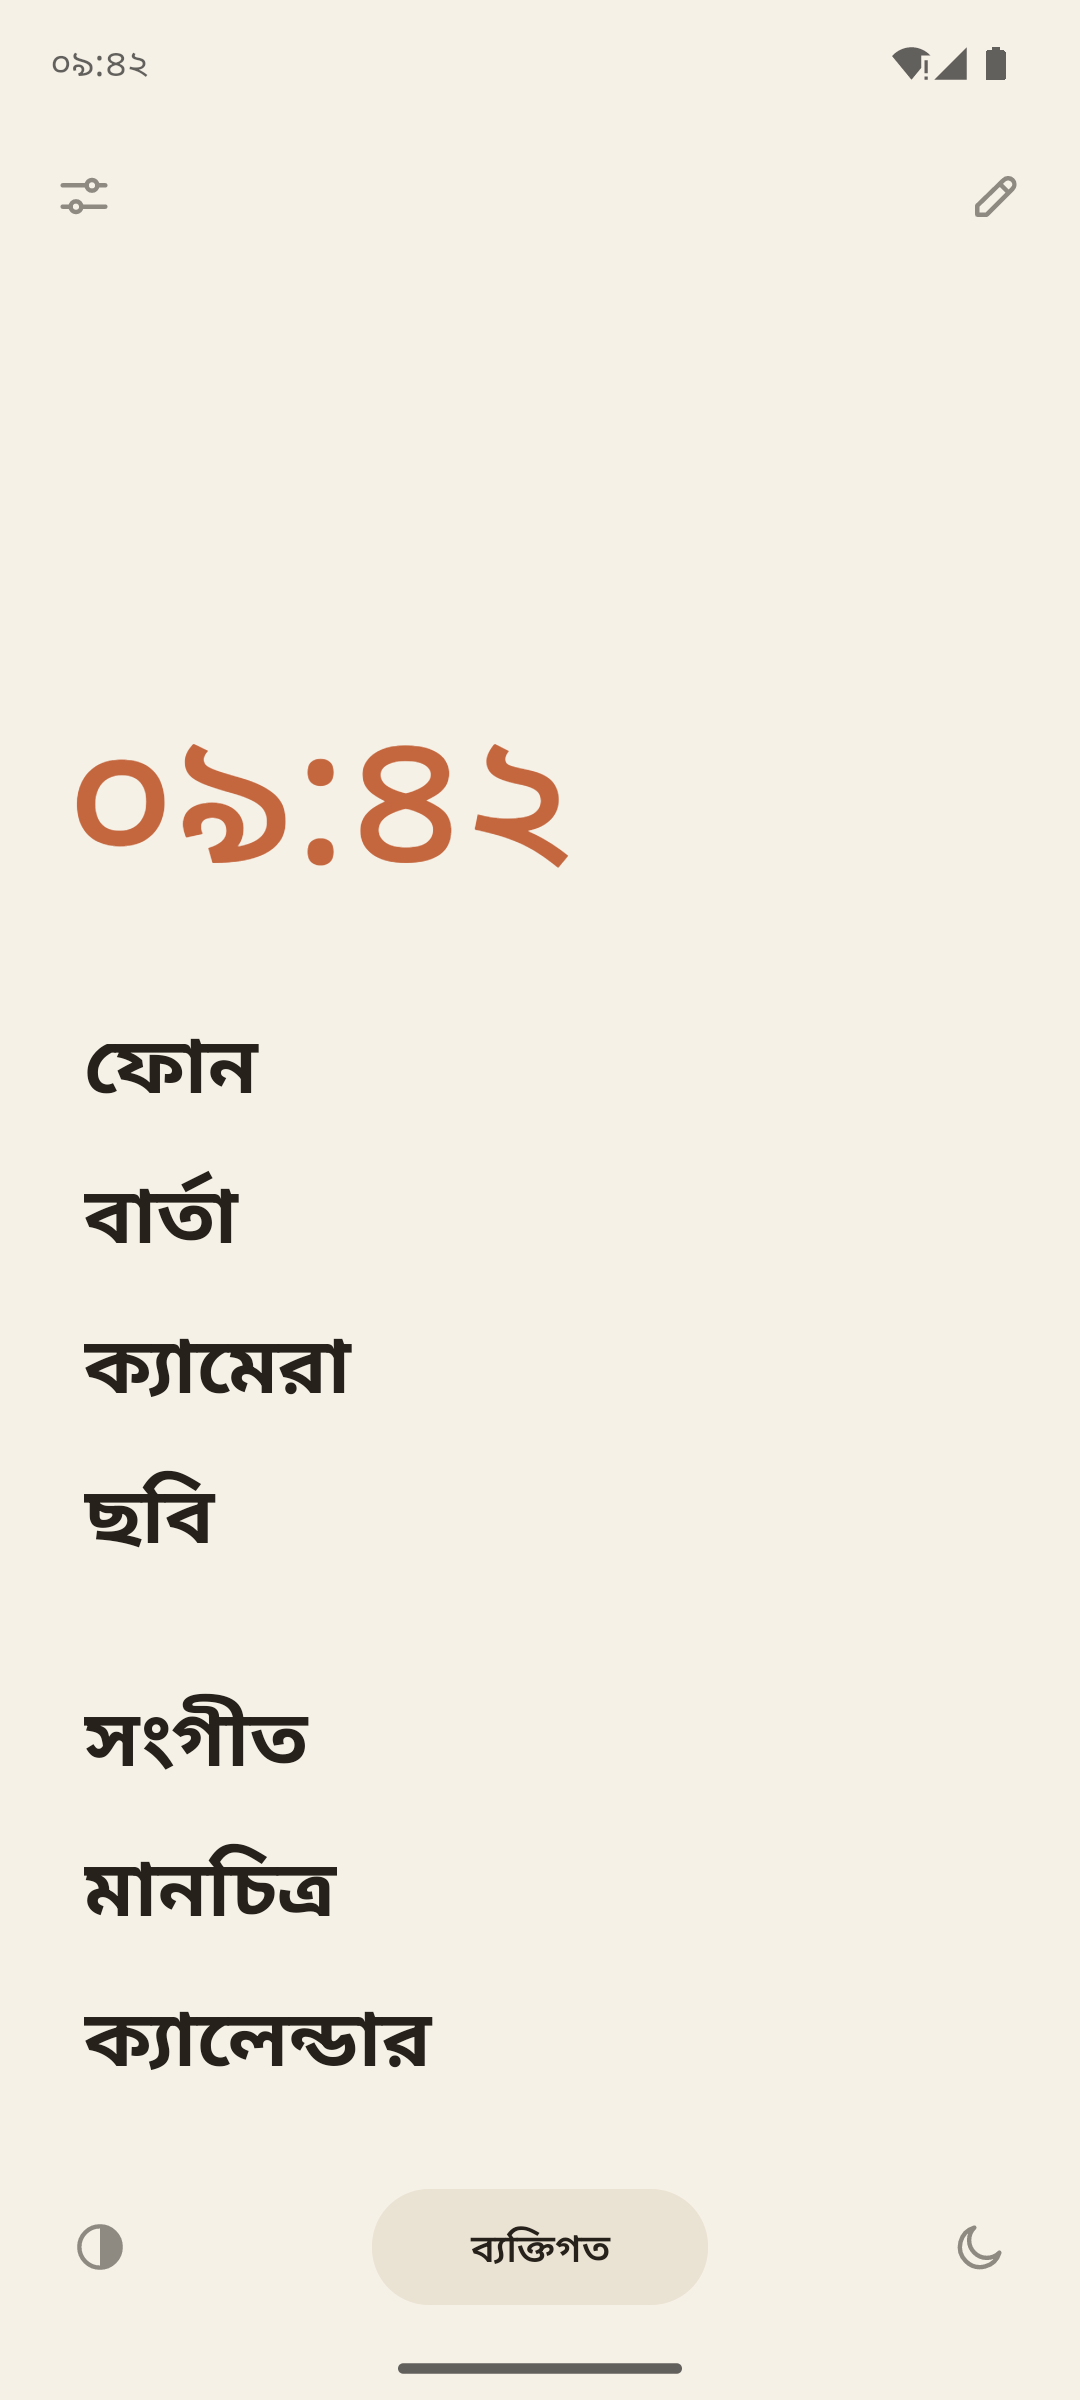 ০৯:৪২
০৯:৪২
ফোন
বার্তা
ক্যামেরা
ছবি
সংগীত
মানচিত্র
ক্যালেন্ডার
ব্যক্তিগত